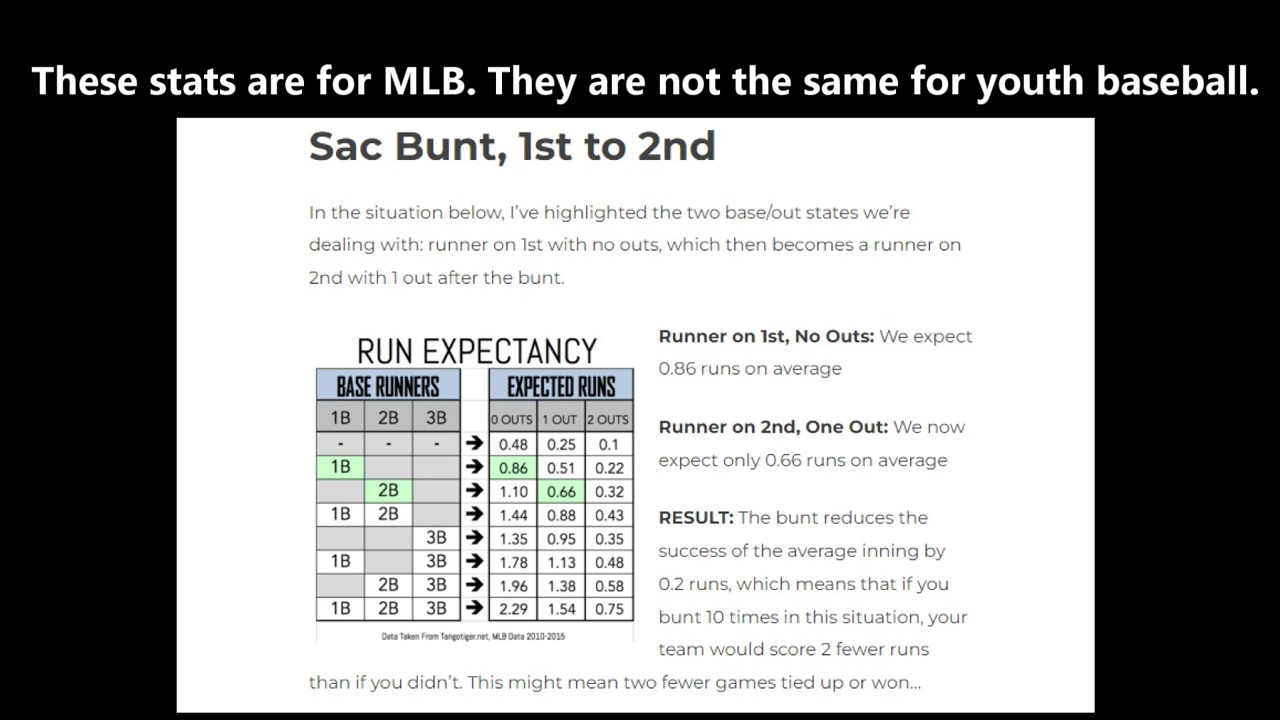 These stats are for MLB. They are not the same for youth baseball.
Sac Bunt, 1st to 2nd
In the situation below, I've highlighted the two base/out states we're
dealing with: runner on 1st with no outs, which then becomes a runner on
2nd with 1 out after the bunt.
RUN EXPECTANCY
BASE RUNNERS EXPECTED RUNS
1B 2B 3B 0 OUTS 1 OUT 2 OUTS
- - - ➔ 0.48 0.25 0.1
1B ➔ 0.86 0.51 0.22
2B ➔ 1.10 0.66 0.32
1B 2B ➔ 1.44 0.88 0.43
3B ➔ 1.35 0.95 0.35
1B 3B ➔ 1.78 1.13 0.48
2B 3B ➔ 1.96 1.38 0.58
1B 2B 3B ➔ 2.29 1.54 0.75
Data Taken From Tangotiger.net, MLB Data 2010-2015
Runner on 1st, No Outs: We expect
0.86 runs on average
Runner on 2nd, One Out: We now
expect only 0.66 runs on average
RESULT: The bunt reduces the
success of the average inning by
0.2 runs, which means that if you
bunt 10 times in this situation, your
team would score 2 fewer runs
than if you didn't. This might mean two fewer games tied up or won...